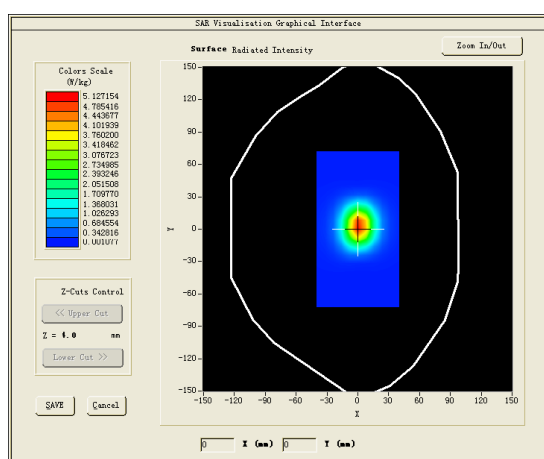 SAR Visualisation Graphical Interface
Surface Radiated Intensity
Zoom In/Out
Colors Scale
(W/kg)
5.127154
4.785416
4.443677
4.101939
3.760200
3.418462
3.076723
2.734985
2.393246
2.051508
1.709770
1.368031
1.026293
0.684554
0.342816
0.001077
Z-Cuts Control
<< Upper Cut
Z = 4.0 mm
Lower Cut >>
SAVE
Cancel
150
120
90
60
30
0
-30
-60
-90
-120
-150
Y
-150 -120 -90 -60 -30 0 30 60 90 120 150
X
0 X (mm) 0 Y (mm)